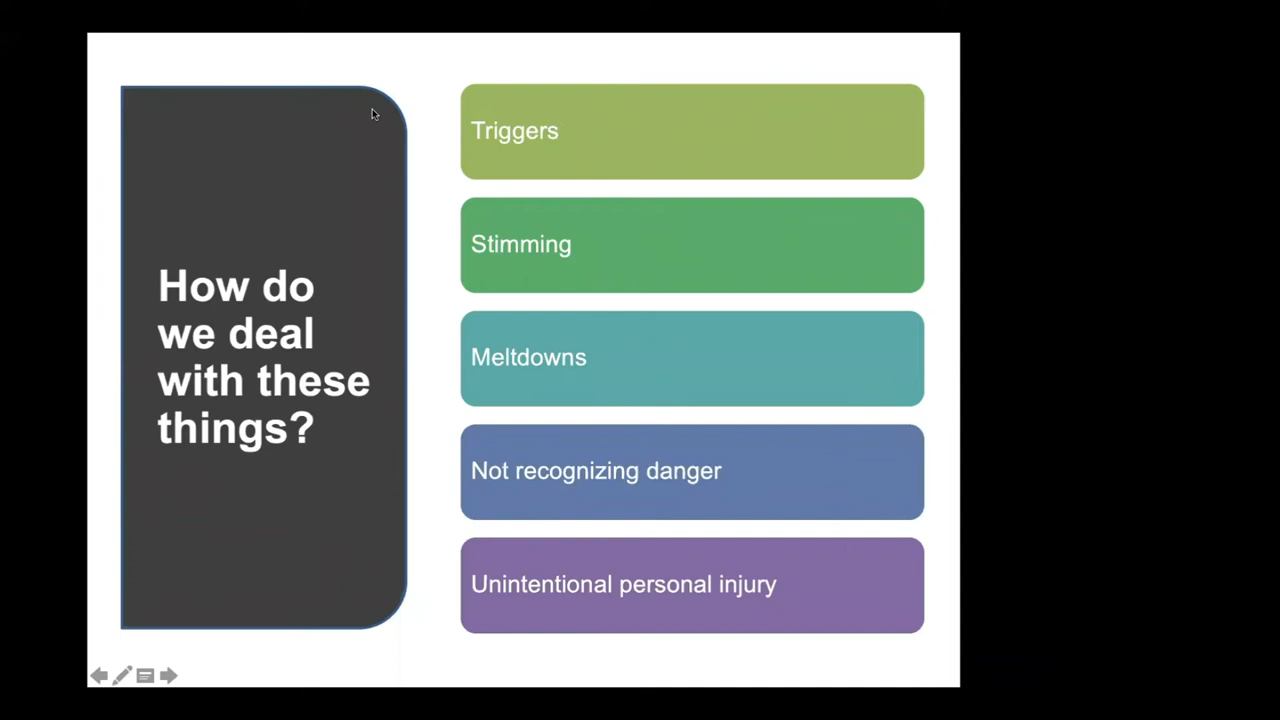 How do
we deal
with these
things?
Triggers
Stimming
Meltdowns
Not recognizing danger
Unintentional personal injury